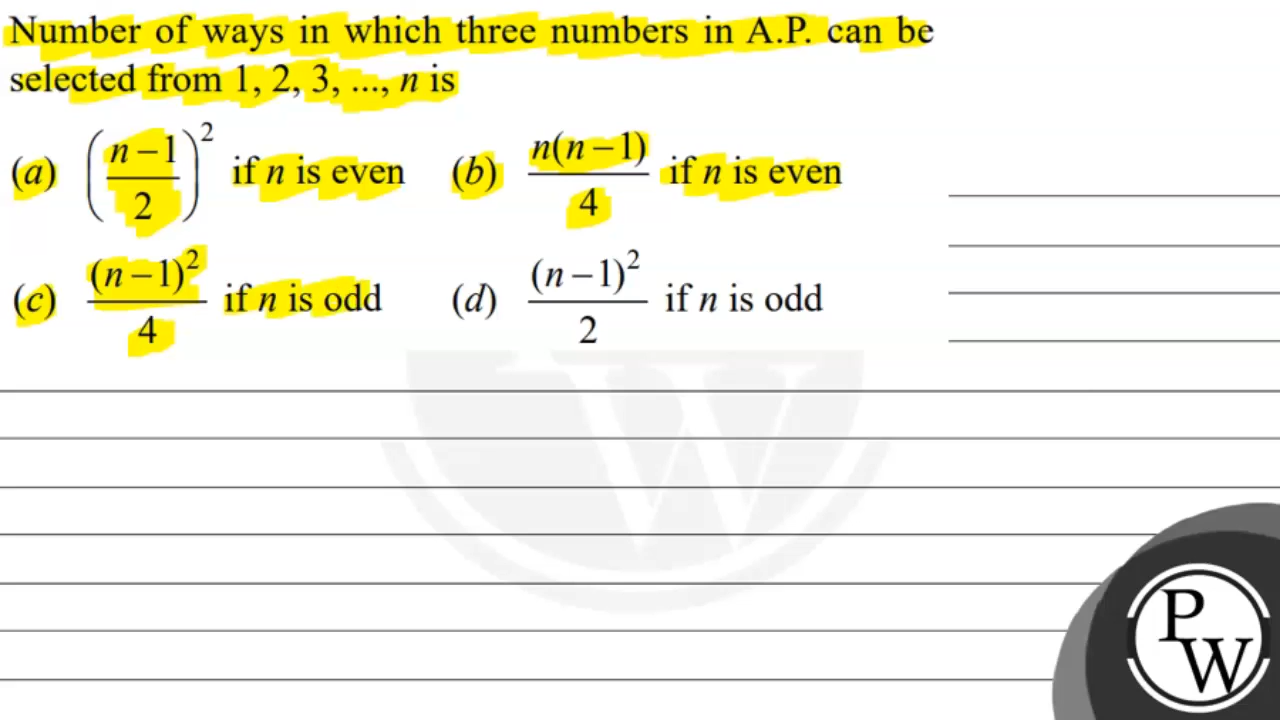 Number of ways in which three numbers in A.P. can be
selected from 1, 2, 3, ..., n is
(a) ((n−1)/2)² if n is even (b) n(n−1)/4 if n is even
(c) (n−1)²/4 if n is odd (d) (n−1)²/2 if n is odd
W
P
W